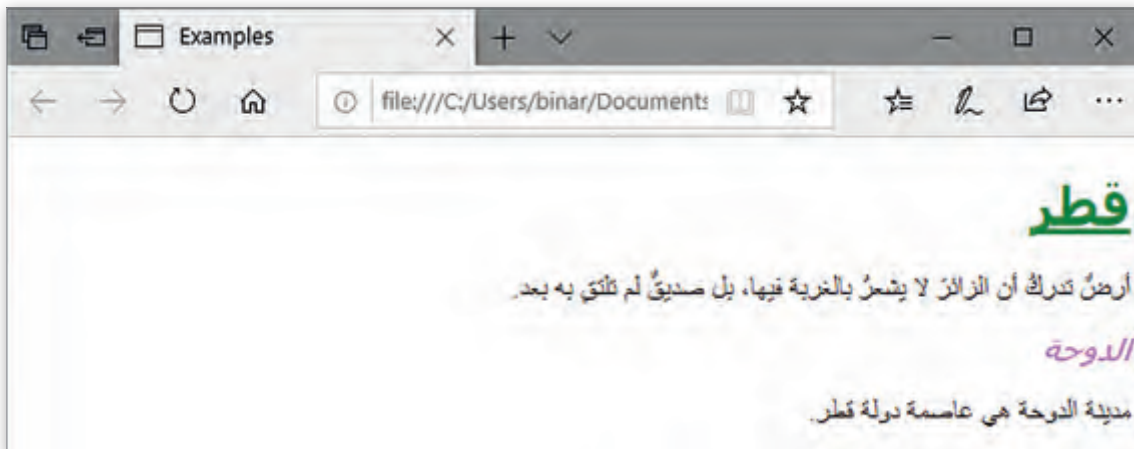 Examples
file:///C:/Users/binar/Documents
قطر
أرضٌ تدركُ أن الزائرَ لا يشعرُ بالغربة فيها، بل صديقٌ لم تلتقِ به بعد.
الدوحة
مدينة الدوحة هي عاصمة دولة قطر.